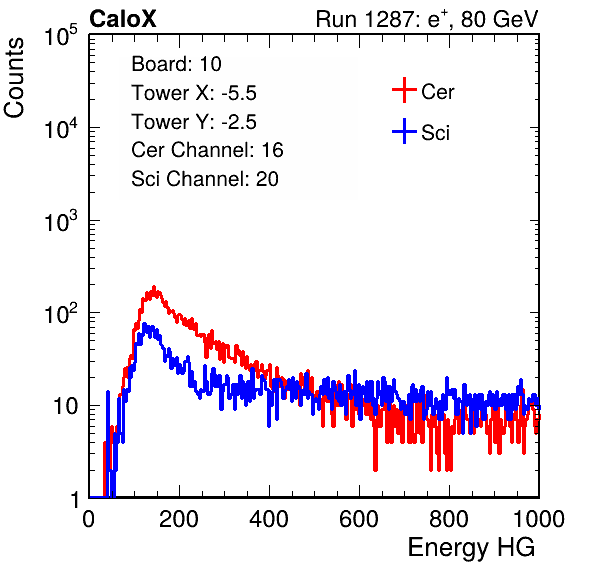 CaloX Run 1287: e⁺, 80 GeV
Counts
Board: 10
Tower X: -5.5
Tower Y: -2.5
Cer Channel: 16
Sci Channel: 20
Cer
Sci
10⁵
10⁴
10³
10²
10
1
0 200 400 600 800 1000
Energy HG